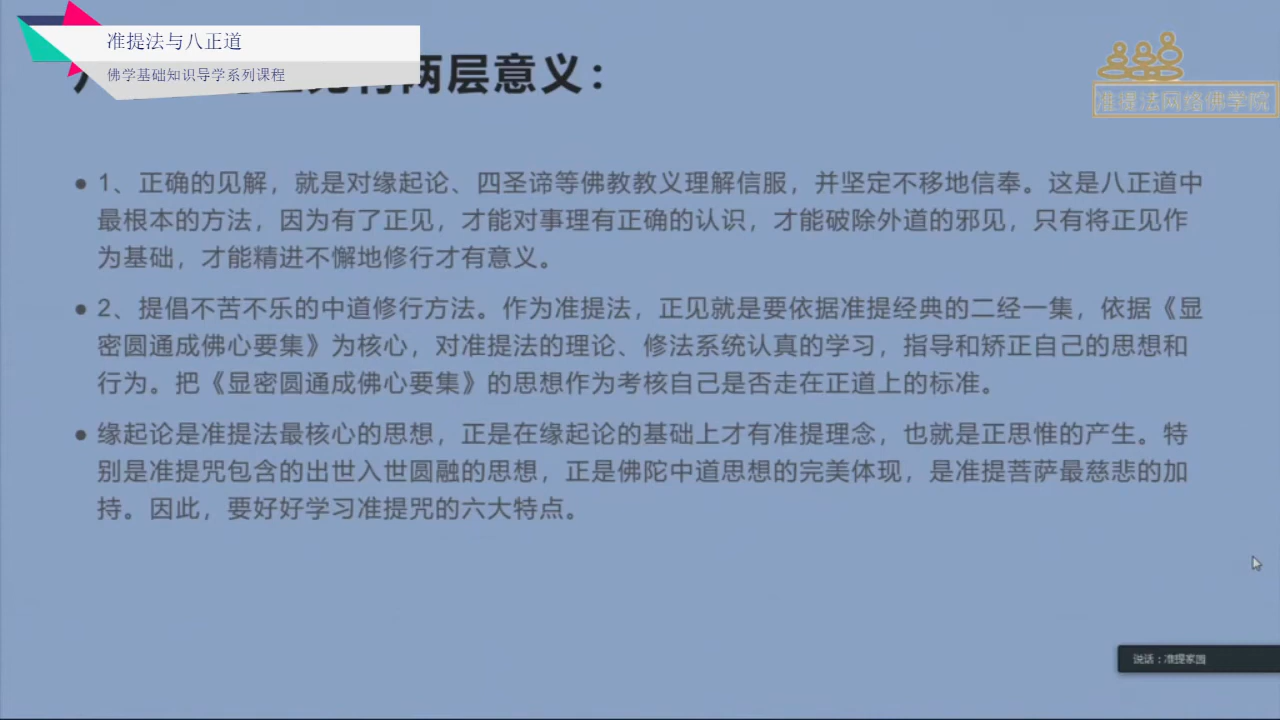 准提法与八正道
佛学基础知识导学系列课程
两层意义：
准提法网络佛学院
● 1、正确的见解，就是对缘起论、四圣谛等佛教教义理解信服，并坚定不移地信奉。这是八正道中
最根本的方法，因为有了正见，才能对事理有正确的认识，才能破除外道的邪见，只有将正见作
为基础，才能精进不懈地修行才有意义。
● 2、提倡不苦不乐的中道修行方法。作为准提法，正见就是要依据准提经典的二经一集，依据《显
密圆通成佛心要集》为核心，对准提法的理论、修法系统认真的学习，指导和矫正自己的思想和
行为。把《显密圆通成佛心要集》的思想作为考核自己是否走在正道上的标准。
● 缘起论是准提法最核心的思想，正是在缘起论的基础上才有准提理念，也就是正思惟的产生。特
别是准提咒包含的出世入世圆融的思想，正是佛陀中道思想的完美体现，是准提菩萨最慈悲的加
持。因此，要好好学习准提咒的六大特点。
说话：准提家园